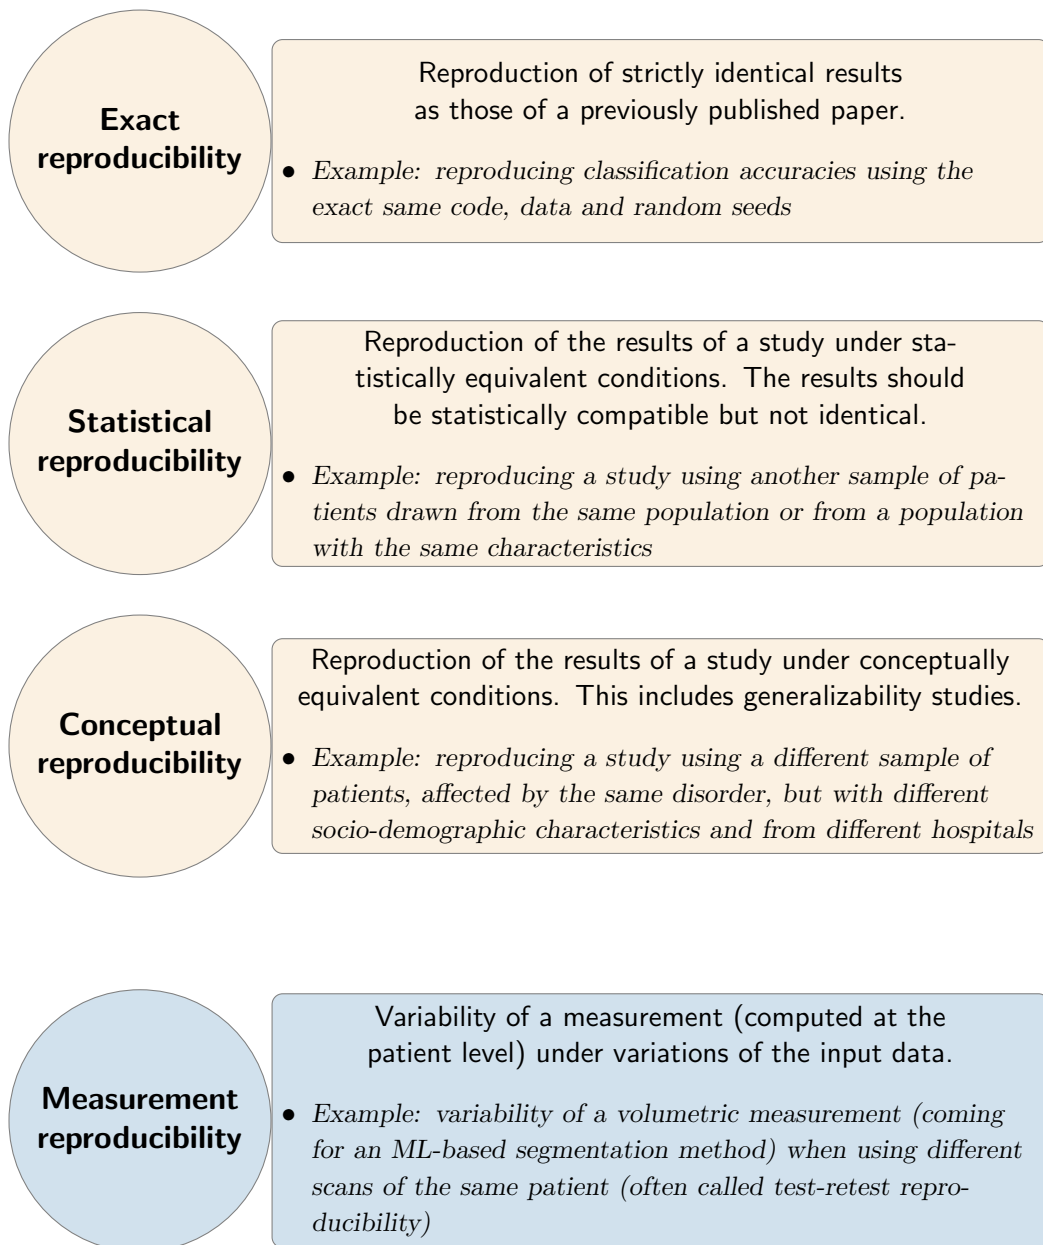 Exact
reproducibility
Reproduction of strictly identical results
as those of a previously published paper.
• Example: reproducing classification accuracies using the
exact same code, data and random seeds
Statistical
reproducibility
Reproduction of the results of a study under sta-
tistically equivalent conditions. The results should
be statistically compatible but not identical.
• Example: reproducing a study using another sample of pa-
tients drawn from the same population or from a population
with the same characteristics
Conceptual
reproducibility
Reproduction of the results of a study under conceptually
equivalent conditions. This includes generalizability studies.
• Example: reproducing a study using a different sample of
patients, affected by the same disorder, but with different
socio-demographic characteristics and from different hospitals
Measurement
reproducibility
Variability of a measurement (computed at the
patient level) under variations of the input data.
• Example: variability of a volumetric measurement (coming
for an ML-based segmentation method) when using different
scans of the same patient (often called test-retest repro-
ducibility)